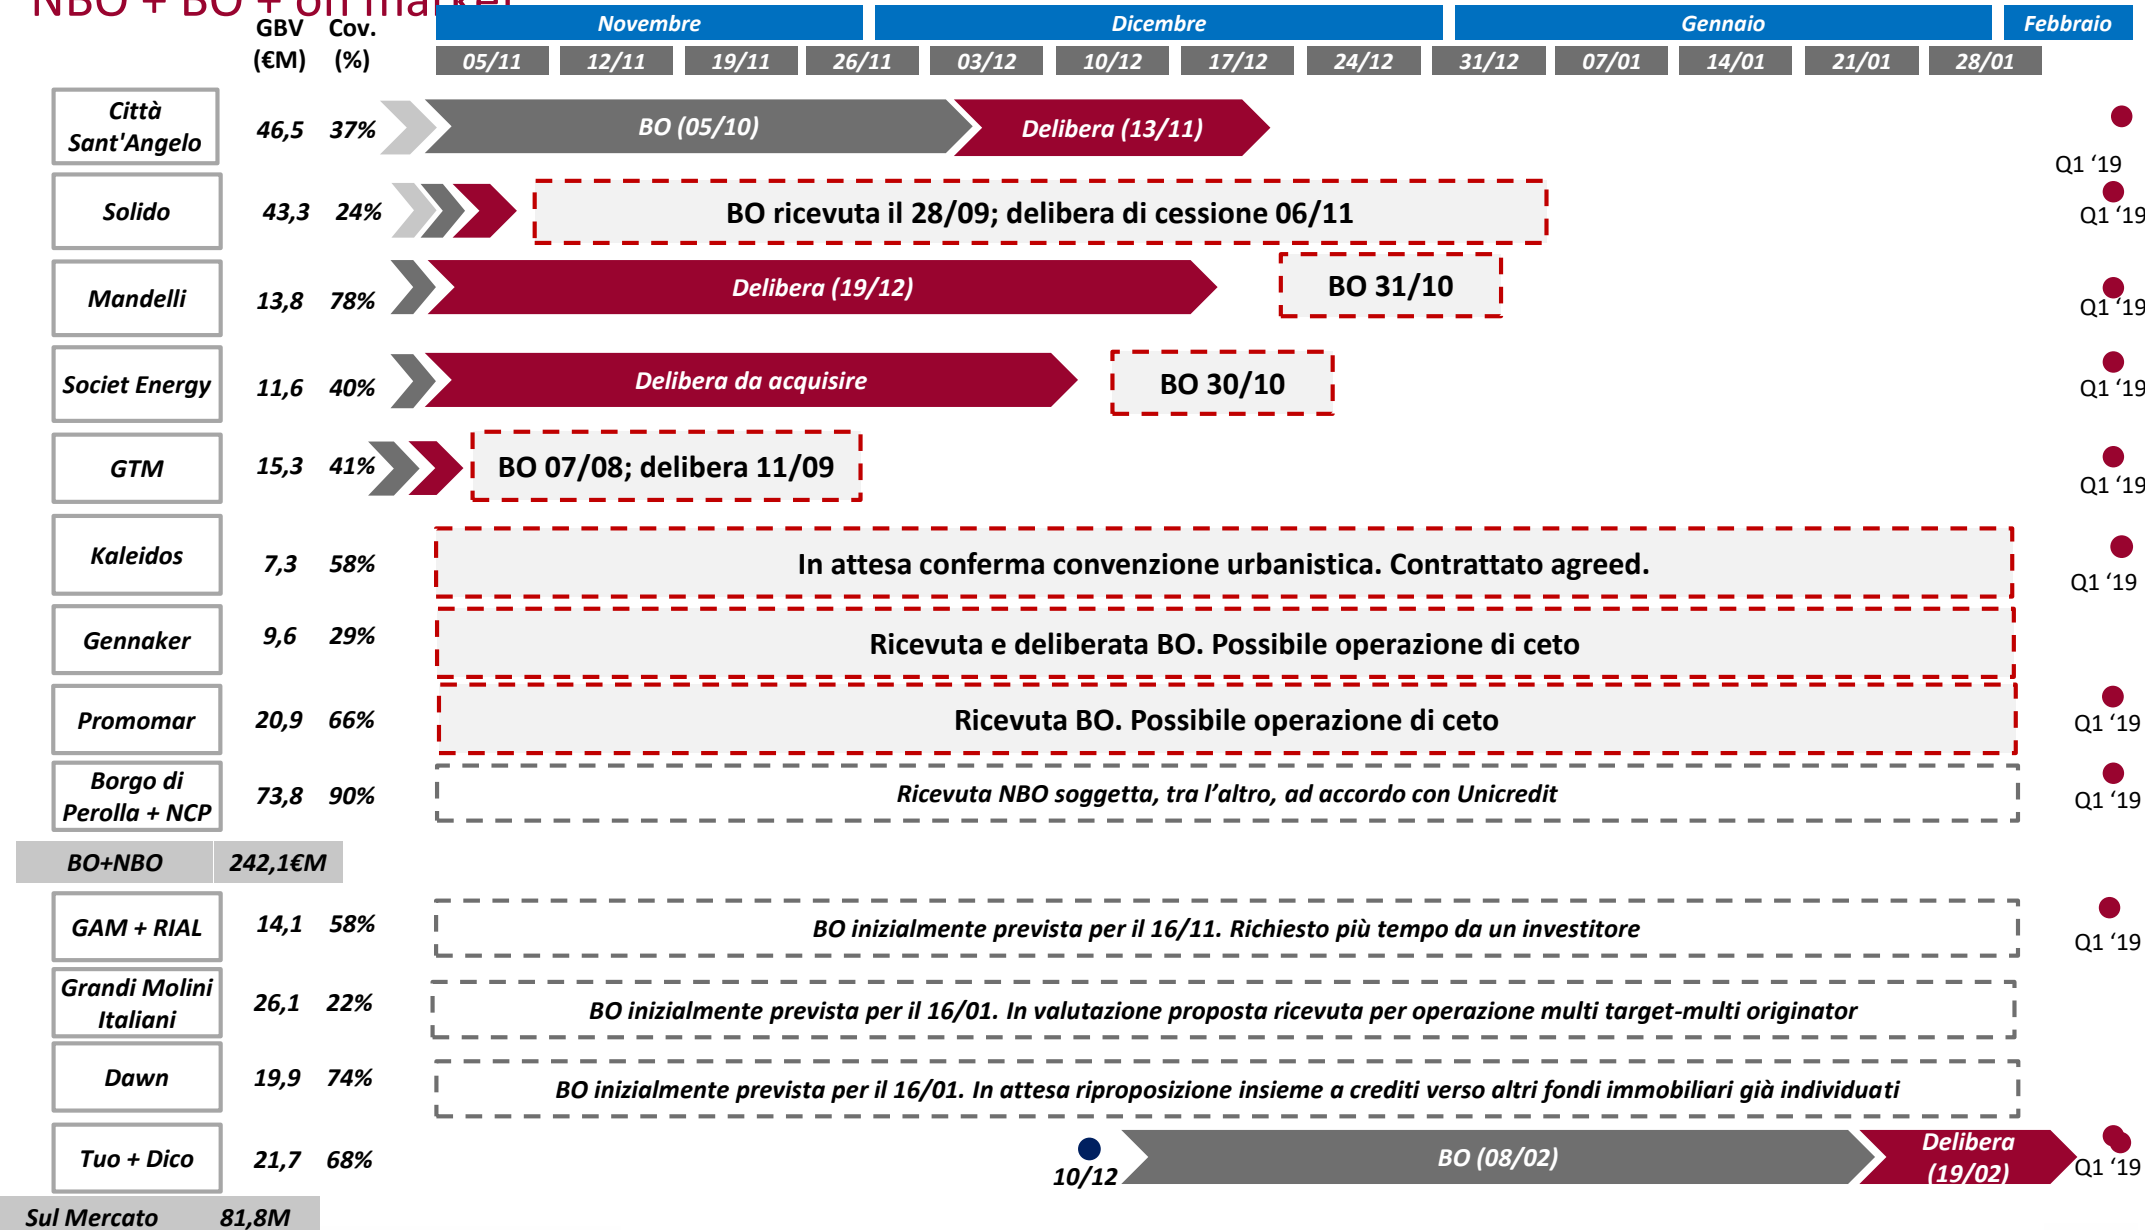 NBO + BO + on market
GBV (€M)
Cov. (%)
Novembre
Dicembre
Gennaio
Febbraio
05/11 12/11 19/11 26/11 03/12 10/12 17/12 24/12 31/12 07/01 14/01 21/01 28/01
Città
Sant'Angelo
46,5 37%
BO (05/10)
Delibera (13/11)
Q1 ‘19
Solido
43,3 24%
BO ricevuta il 28/09; delibera di cessione 06/11
Q1 ‘19
Mandelli
13,8 78%
Delibera (19/12)
BO 31/10
Q1 ‘19
Societ Energy
11,6 40%
Delibera da acquisire
BO 30/10
Q1 ‘19
GTM
15,3 41%
BO 07/08; delibera 11/09
Q1 ‘19
Kaleidos
7,3 58%
In attesa conferma convenzione urbanistica. Contrattato agreed.
Q1 ‘19
Gennaker
9,6 29%
Ricevuta e deliberata BO. Possibile operazione di ceto
Promomar
20,9 66%
Ricevuta BO. Possibile operazione di ceto
Q1 ‘19
Borgo di
Perolla + NCP
73,8 90%
Ricevuta NBO soggetta, tra l’altro, ad accordo con Unicredit
Q1 ‘19
BO+NBO 242,1€M
GAM + RIAL
14,1 58%
BO inizialmente prevista per il 16/11. Richiesto più tempo da un investitore
Q1 ‘19
Grandi Molini
Italiani
26,1 22%
BO inizialmente prevista per il 16/01. In valutazione proposta ricevuta per operazione multi target-multi originator
Dawn
19,9 74%
BO inizialmente prevista per il 16/01. In attesa riproposizione insieme a crediti verso altri fondi immobiliari già individuati
Tuo + Dico
21,7 68%
10/12
BO (08/02)
Delibera
(19/02)
Q1 ‘19
Sul Mercato 81,8M